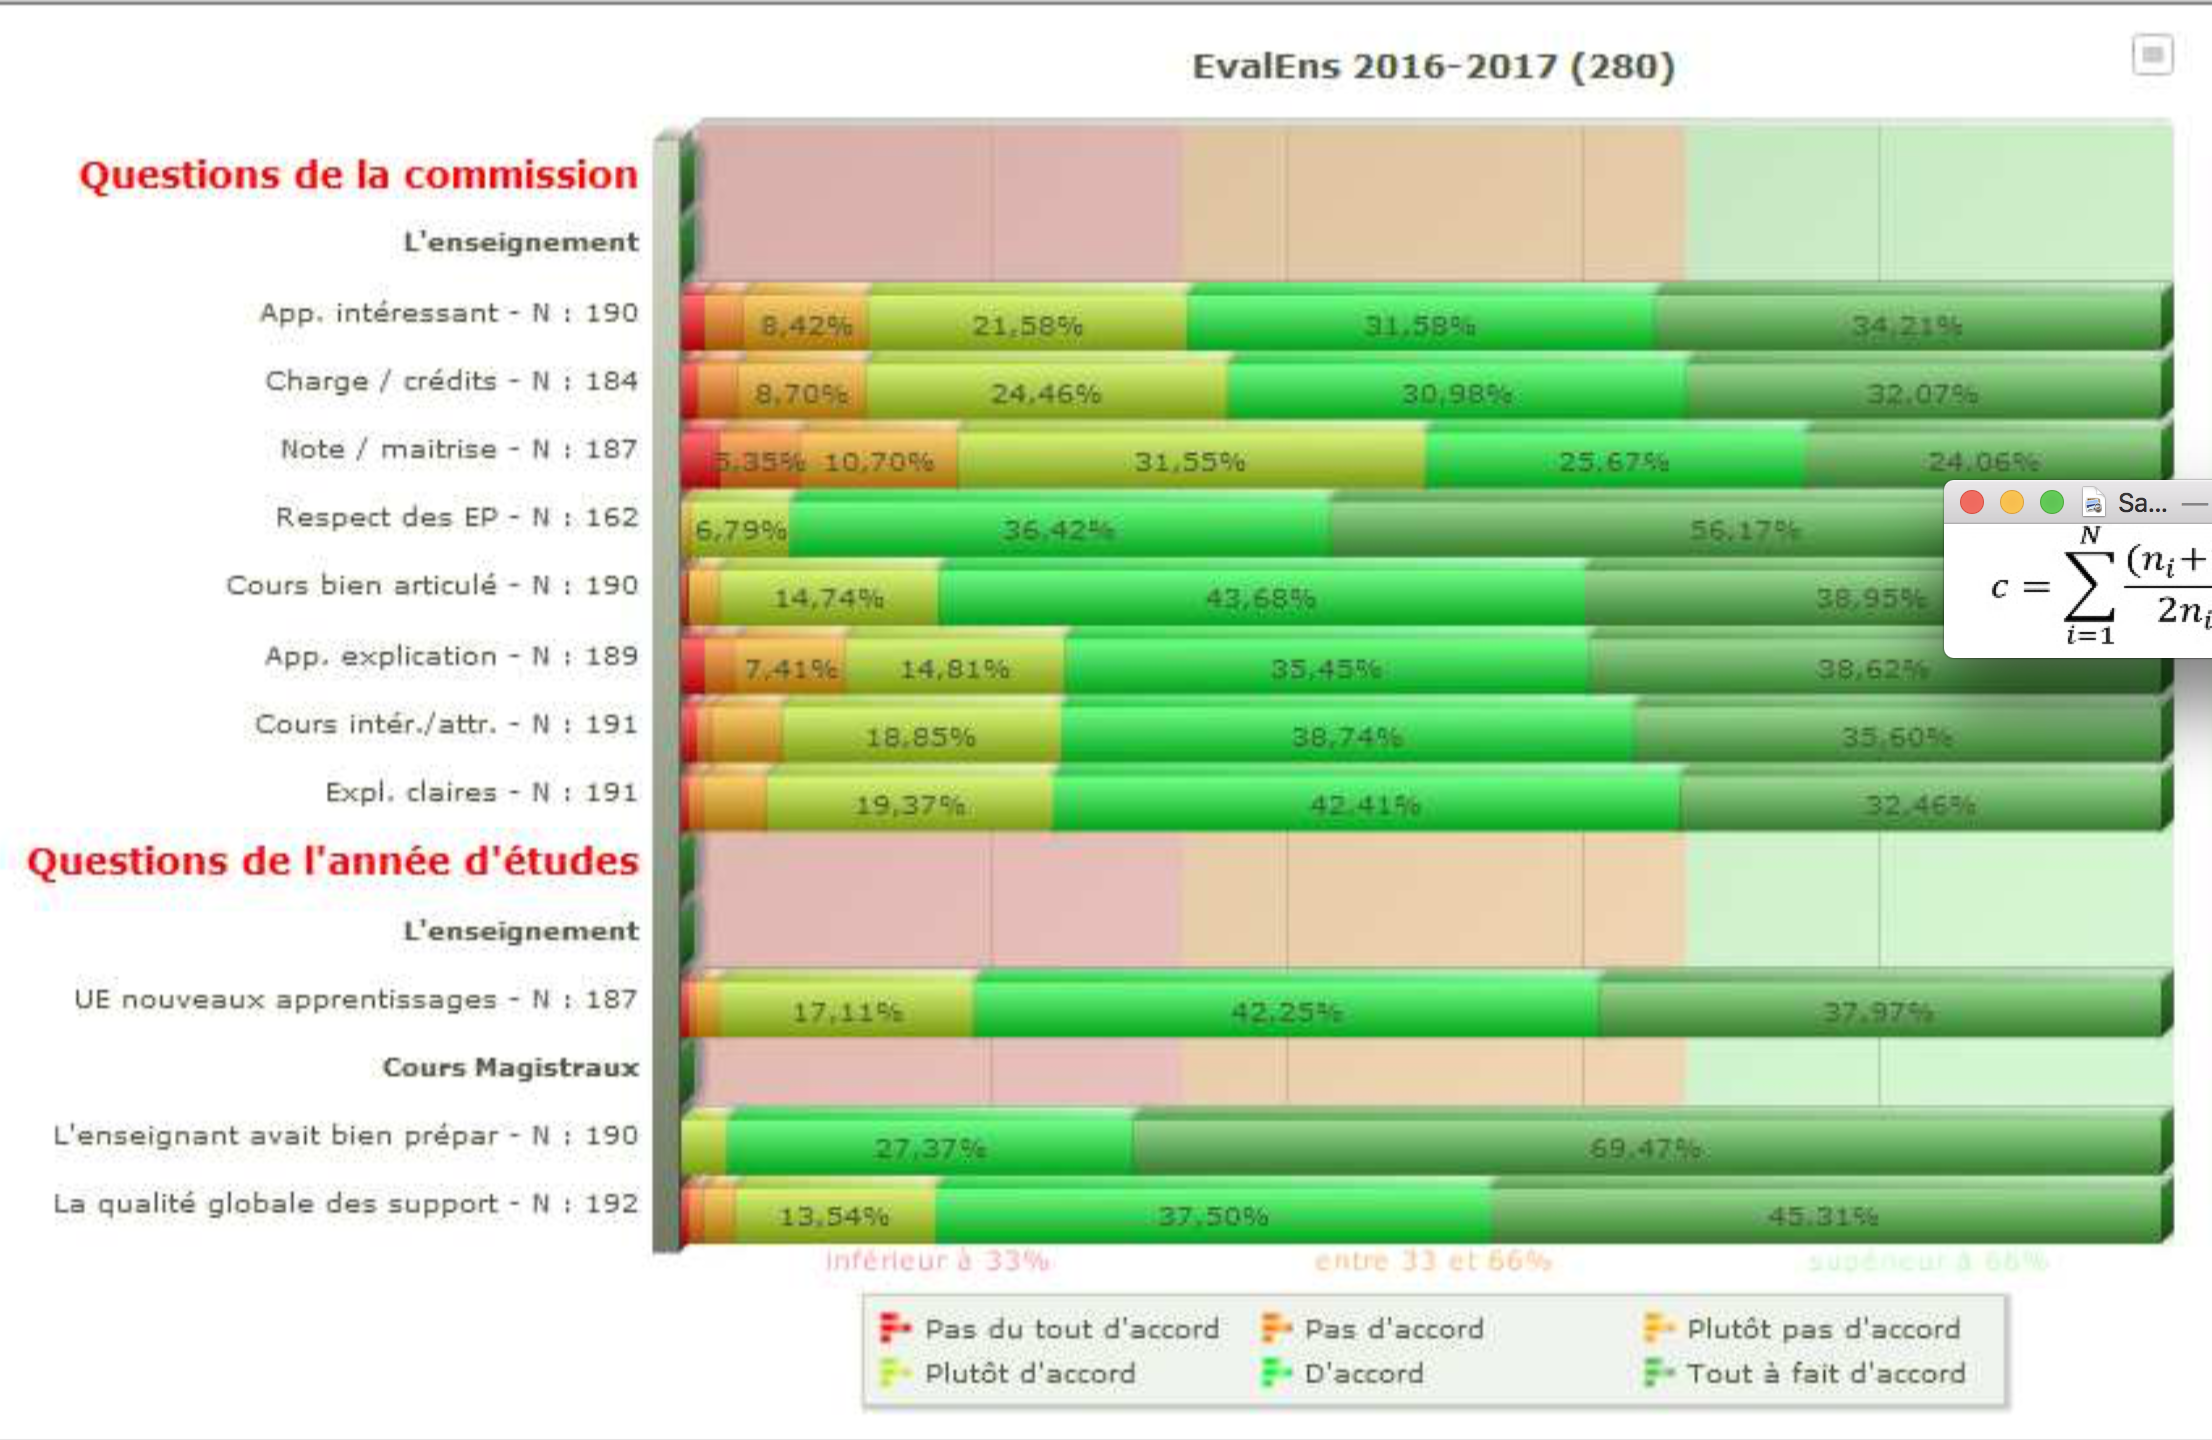 EvalEns 2016-2017 (280)
Questions de la commission
L'enseignement
App. intéressant - N : 190
8,42% 21,58% 31,58% 34,21%
Charge / crédits - N : 184
8,70% 24,46% 30,98% 32,07%
Note / maitrise - N : 187
5,35% 10,70% 31,55% 25,67% 24,06%
Respect des EP - N : 162
6,79% 36,42% 56,17%
Sa... —
c = \sum_{i=1}^{N} (n_i+ / 2n_i
Cours bien articulé - N : 190
14,74% 43,68% 38,95%
App. explication - N : 189
7,41% 14,81% 35,45% 38,62%
Cours intér./attr. - N : 191
18,85% 38,74% 35,60%
Expl. claires - N : 191
19,37% 42,41% 32,46%
Questions de l'année d'études
L'enseignement
UE nouveaux apprentissages - N : 187
17,11% 42,25% 37,97%
Cours Magistraux
L'enseignant avait bien prépar - N : 190
27,37% 69,47%
La qualité globale des support - N : 192
13,54% 37,50% 45,31%
inférieur à 33% entre 33 et 66% supérieur à 66%
Pas du tout d'accord Pas d'accord Plutôt pas d'accord
Plutôt d'accord D'accord Tout à fait d'accord